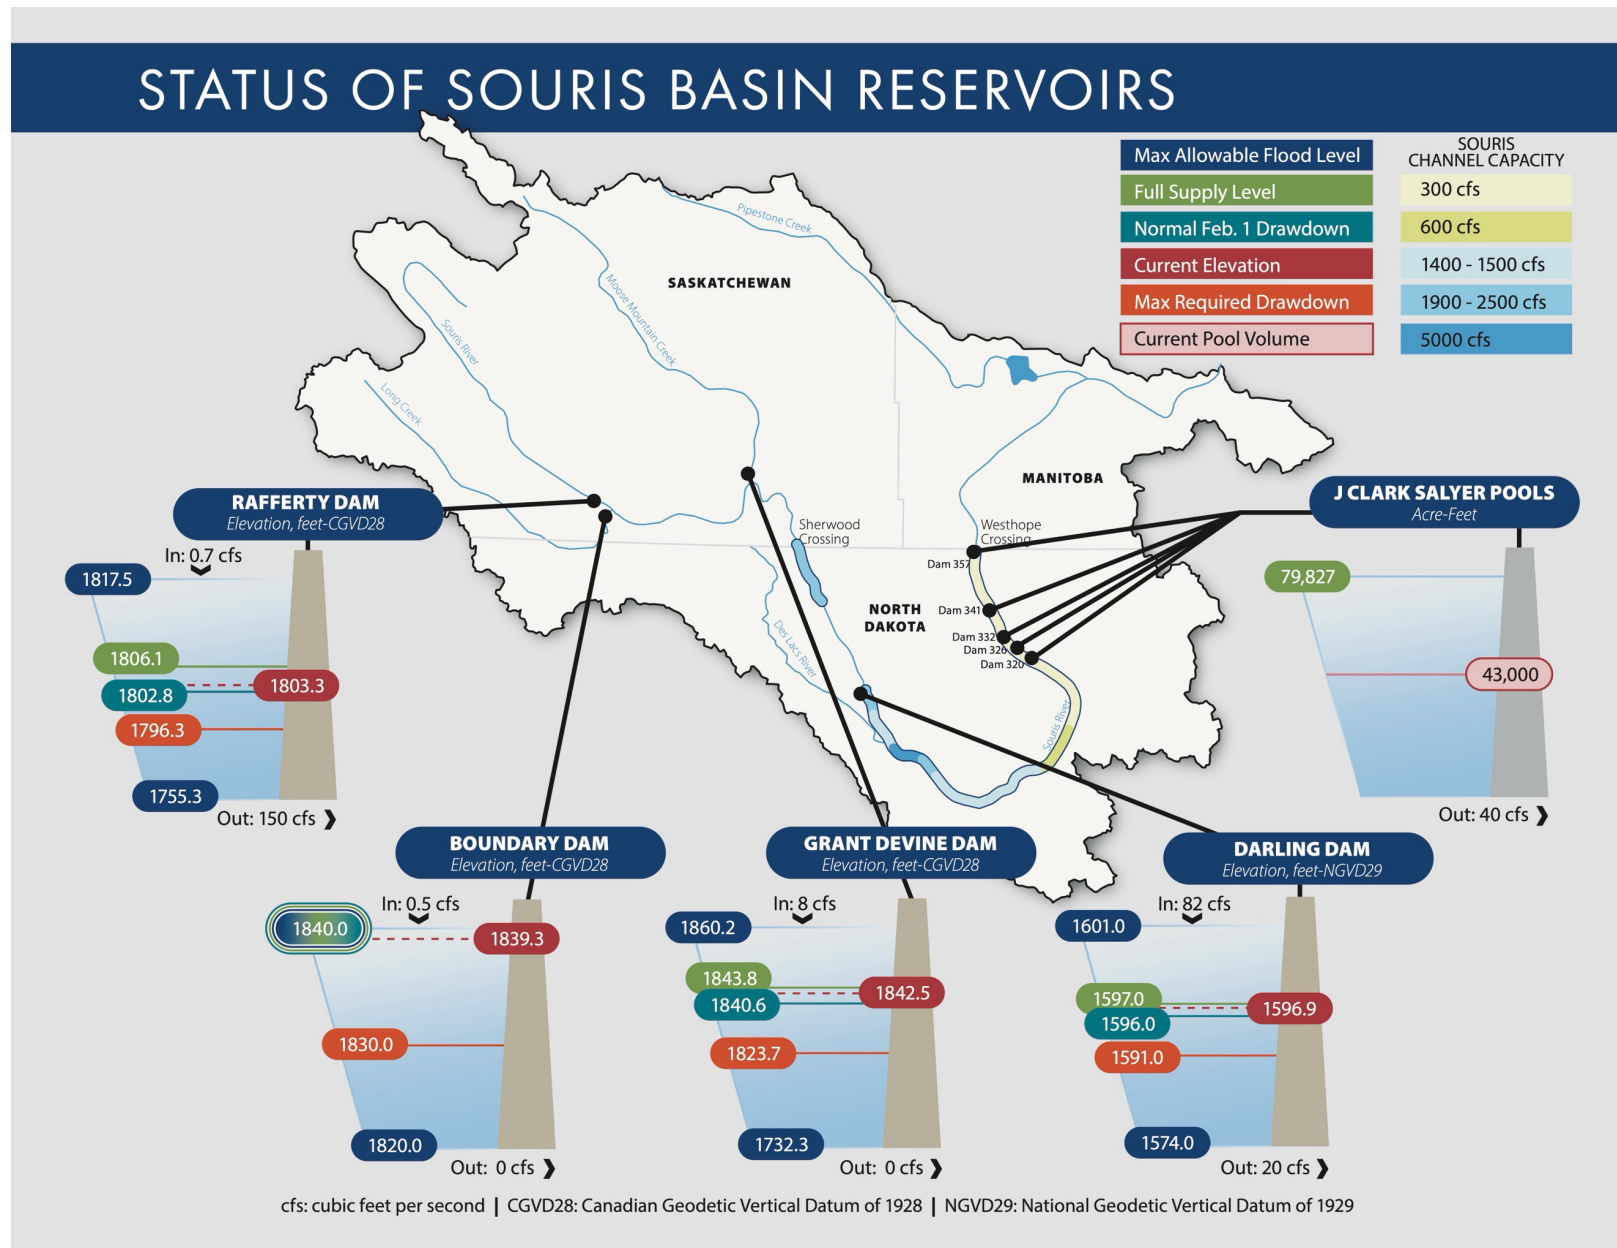 STATUS OF SOURIS BASIN RESERVOIRS
Max Allowable Flood Level
Full Supply Level
Normal Feb. 1 Drawdown
Current Elevation
Max Required Drawdown
Current Pool Volume
SOURIS
CHANNEL CAPACITY
300 cfs
600 cfs
1400 - 1500 cfs
1900 - 2500 cfs
5000 cfs
Pipestone Creek
SASKATCHEWAN
Moose Mountain Creek
Souris River
Long Creek
MANITOBA
Sherwood
Crossing
Westhope
Crossing
Dam 357
Dam 341
NORTH
DAKOTA
Dam 332
Dam 326
Dam 320
Des Lacs River
Souris River
RAFFERTY DAM
Elevation, feet-CGVD28
In: 0.7 cfs
1817.5
1806.1
1802.8
1803.3
1796.3
1755.3
Out: 150 cfs
J CLARK SALYER POOLS
Acre-Feet
79,827
43,000
Out: 40 cfs
BOUNDARY DAM
Elevation, feet-CGVD28
In: 0.5 cfs
1840.0
1839.3
1830.0
1820.0
Out: 0 cfs
GRANT DEVINE DAM
Elevation, feet-CGVD28
In: 8 cfs
1860.2
1843.8
1840.6
1842.5
1823.7
1732.3
Out: 0 cfs
DARLING DAM
Elevation, feet-NGVD29
In: 82 cfs
1601.0
1597.0
1596.0
1596.9
1591.0
1574.0
Out: 20 cfs
cfs: cubic feet per second | CGVD28: Canadian Geodetic Vertical Datum of 1928 | NGVD29: National Geodetic Vertical Datum of 1929